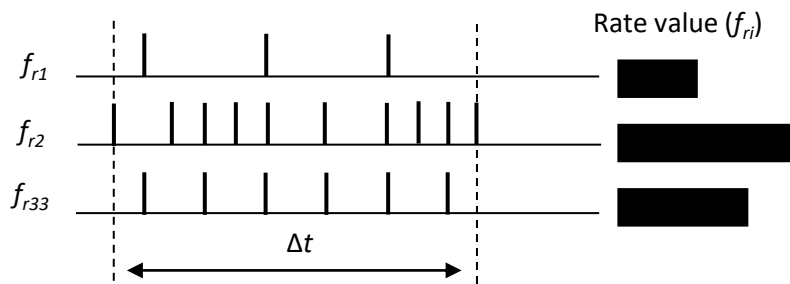 Rate value (fri)
fr1
fr2
fr33
Δt